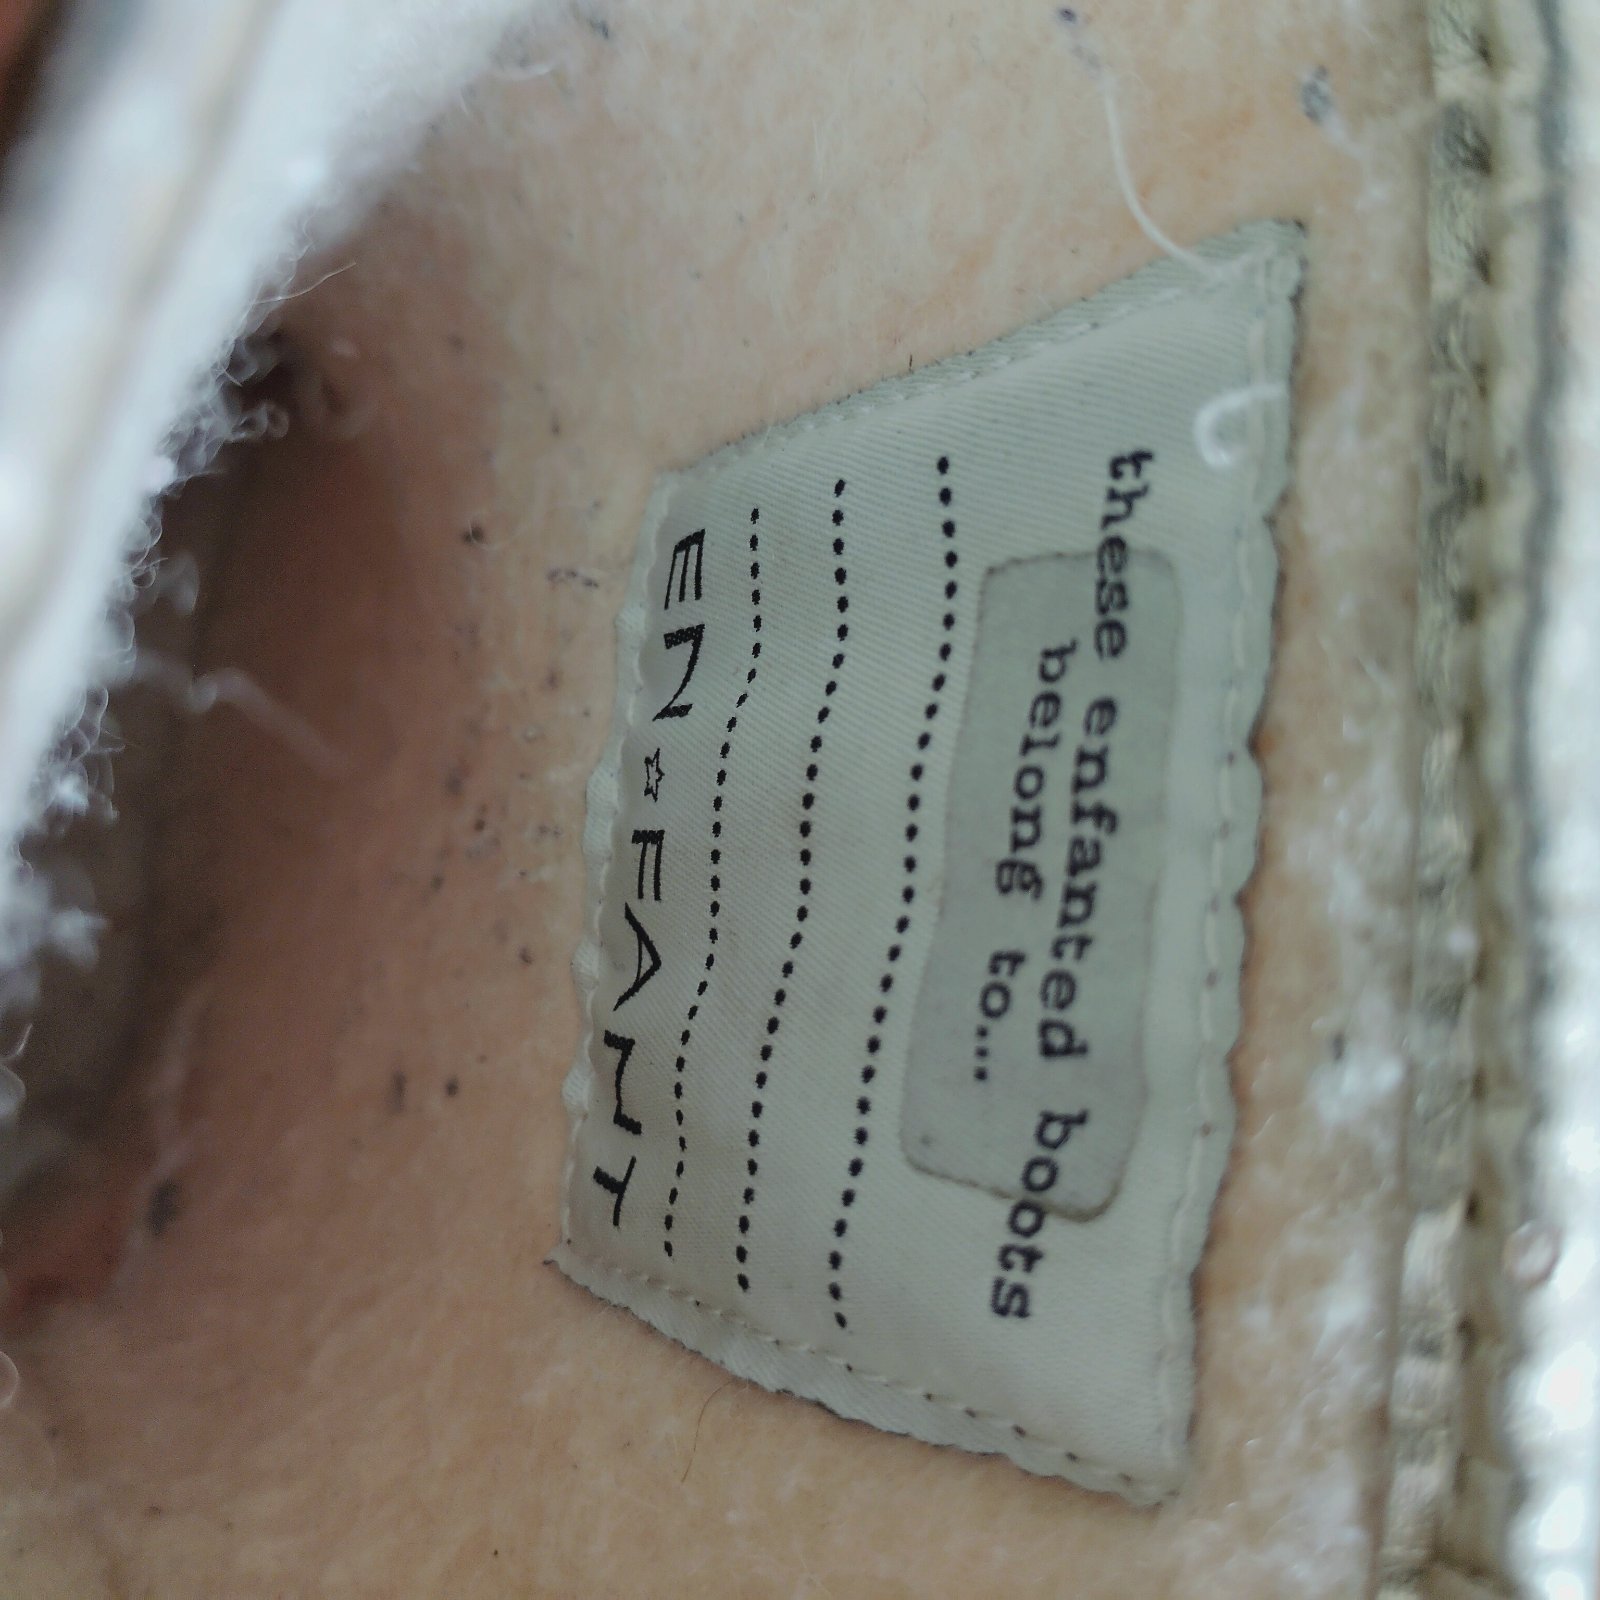 these enfanted boots
belong to...
EN☆FANT